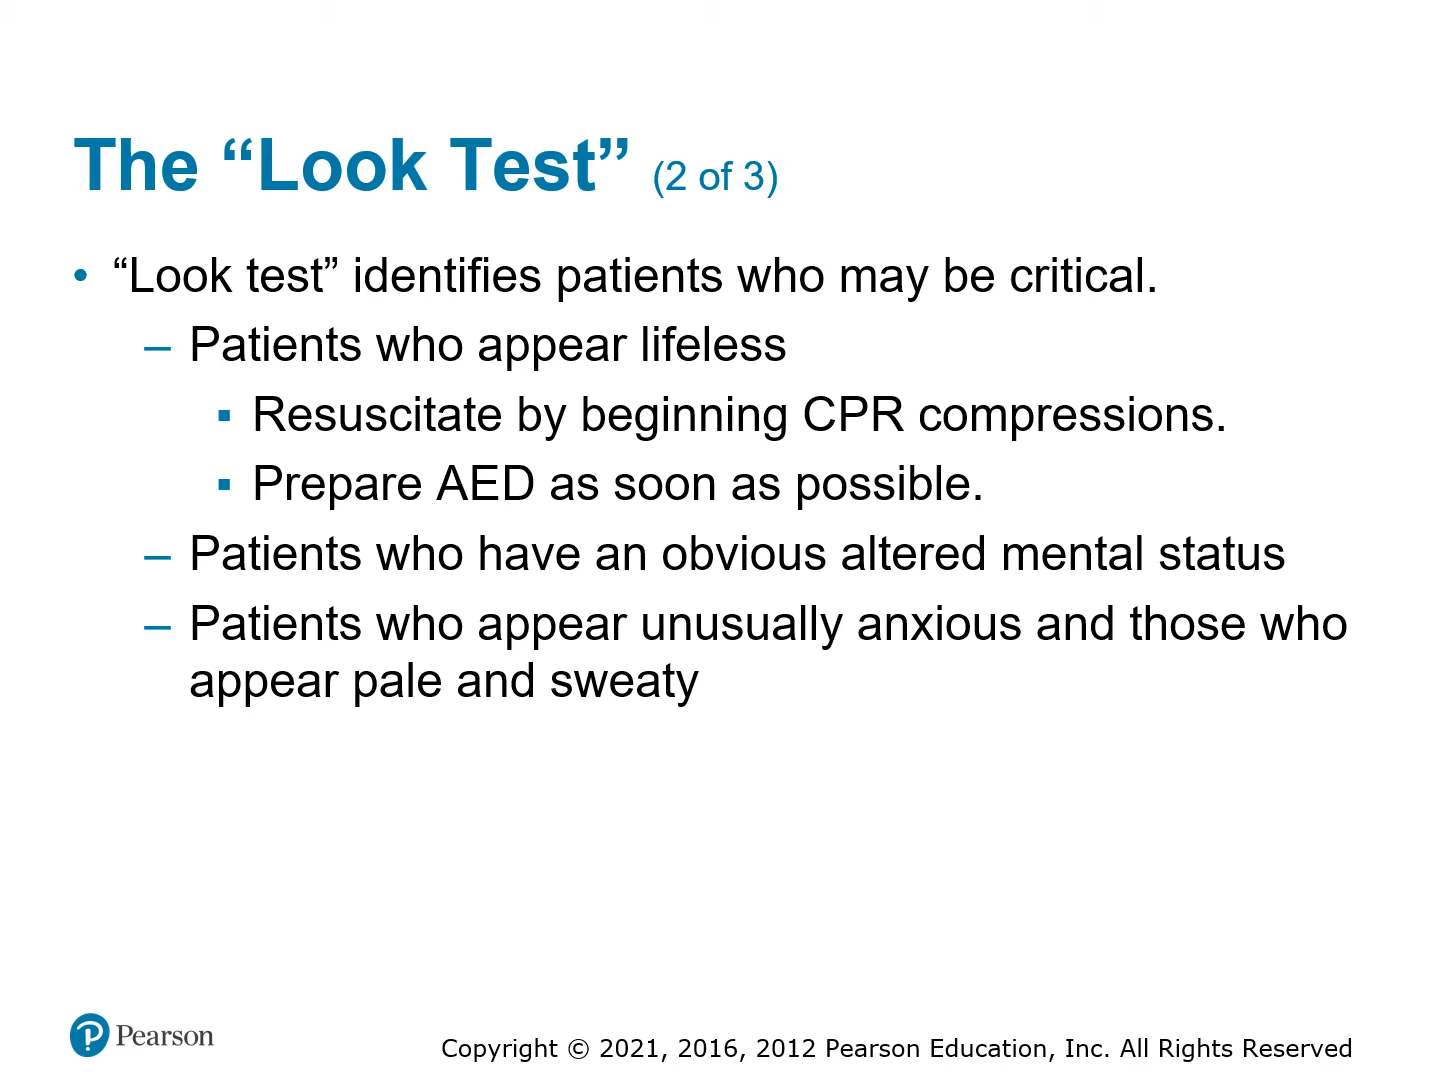 The “Look Test” (2 of 3)
• “Look test” identifies patients who may be critical.
– Patients who appear lifeless
▪ Resuscitate by beginning CPR compressions.
▪ Prepare AED as soon as possible.
– Patients who have an obvious altered mental status
– Patients who appear unusually anxious and those who
appear pale and sweaty
Pearson
Copyright © 2021, 2016, 2012 Pearson Education, Inc. All Rights Reserved